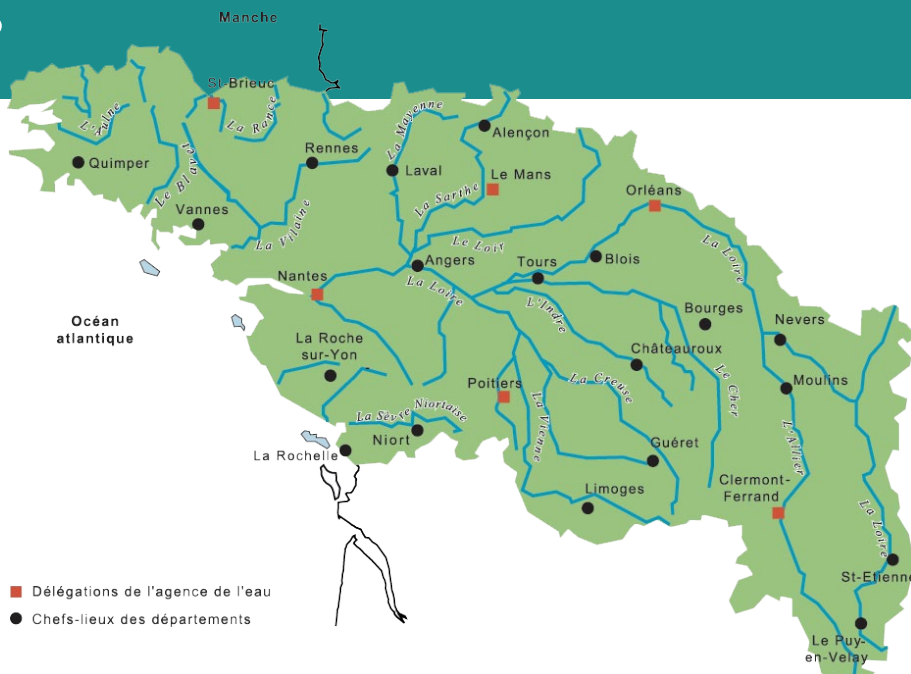 Manche
St-Brieuc
L'Aulne
La Rance
La Mayenne
Alençon
Quimper
Le Blavet
Rennes
Laval
Le Mans
Orléans
Vannes
La Vilaine
La Sarthe
Le Loir
La Loire
Nantes
Angers
Tours
Blois
La Loire
L'Indre
Bourges
Nevers
Océan
atlantique
La Roche
sur-Yon
Châteauroux
Le Cher
Moulins
Poitiers
La Creuse
La Sèvre Niortaise
La Vienne
Niort
La Rochelle
Guéret
L'Allier
Limoges
Clermont-
Ferrand
La Loire
St-Etienne
Délégations de l'agence de l'eau
Chefs-lieux des départements
Le Puy-
en-Velay